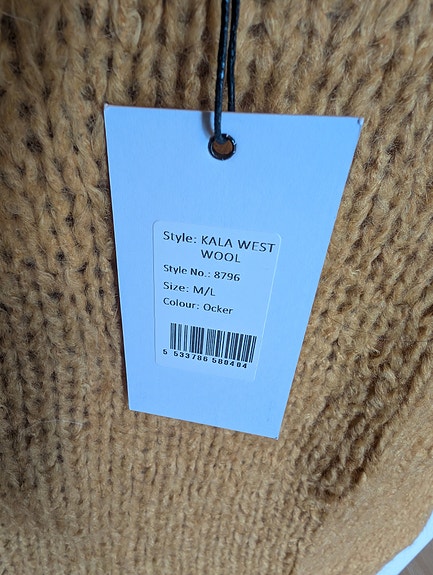 Style: KALA WEST
WOOL
Style No.: 8796
Size: M/L
Colour: Ocker
5 533786 580404